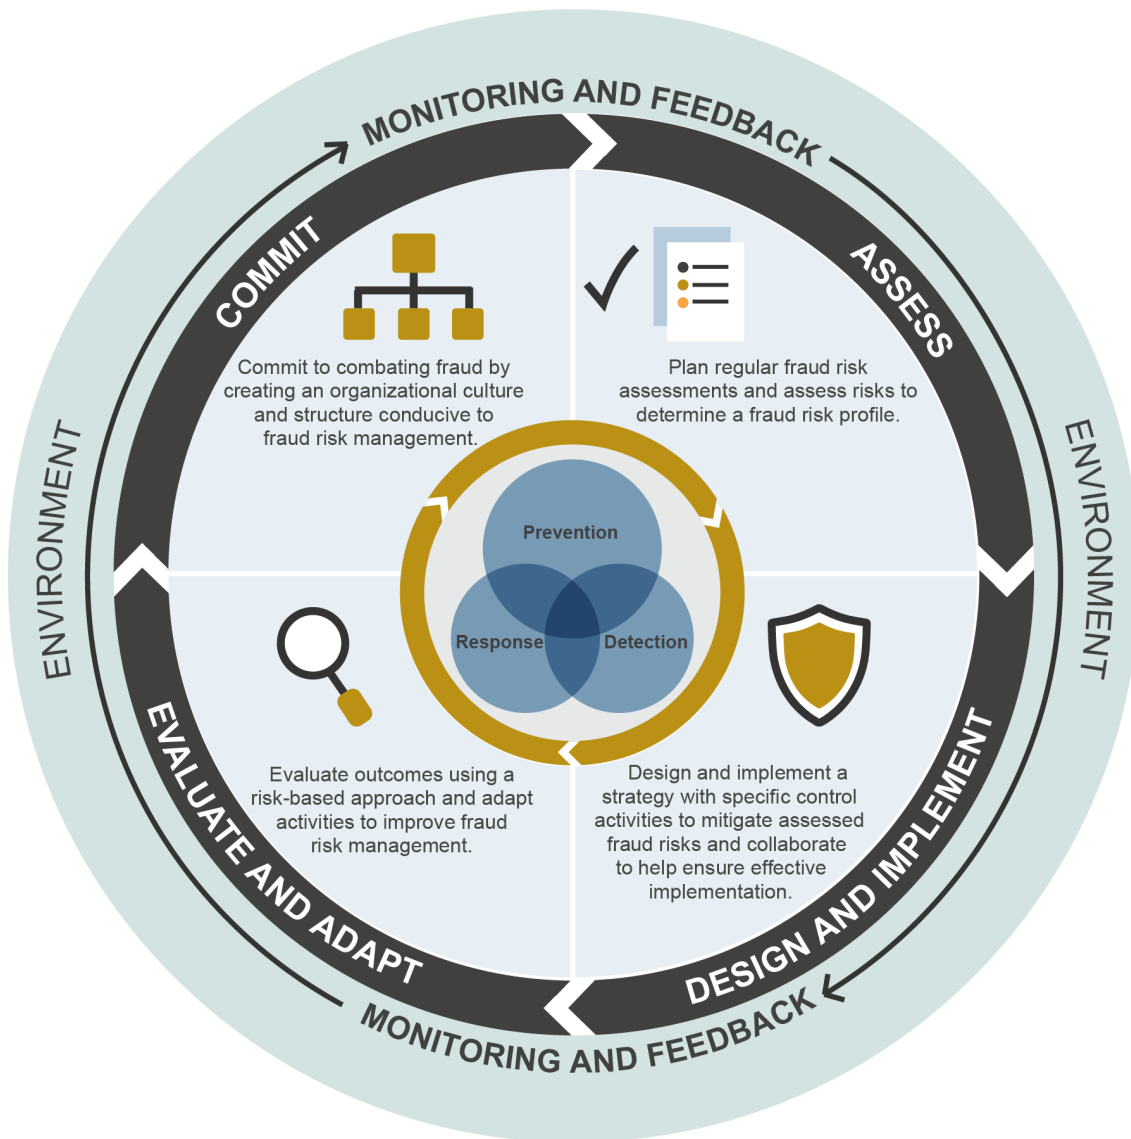 MONITORING AND FEEDBACK
COMMIT
ASSESS
Commit to combating fraud by
creating an organizational culture
and structure conducive to
fraud risk management.
Plan regular fraud risk
assessments and assess risks to
determine a fraud risk profile.
ENVIRONMENT
ENVIRONMENT
Prevention
Response
Detection
EVALUATE AND ADAPT
Evaluate outcomes using a
risk-based approach and adapt
activities to improve fraud
risk management.
Design and implement a
strategy with specific control
activities to mitigate assessed
fraud risks and collaborate
to help ensure effective
implementation.
DESIGN AND IMPLEMENT
MONITORING AND FEEDBACK